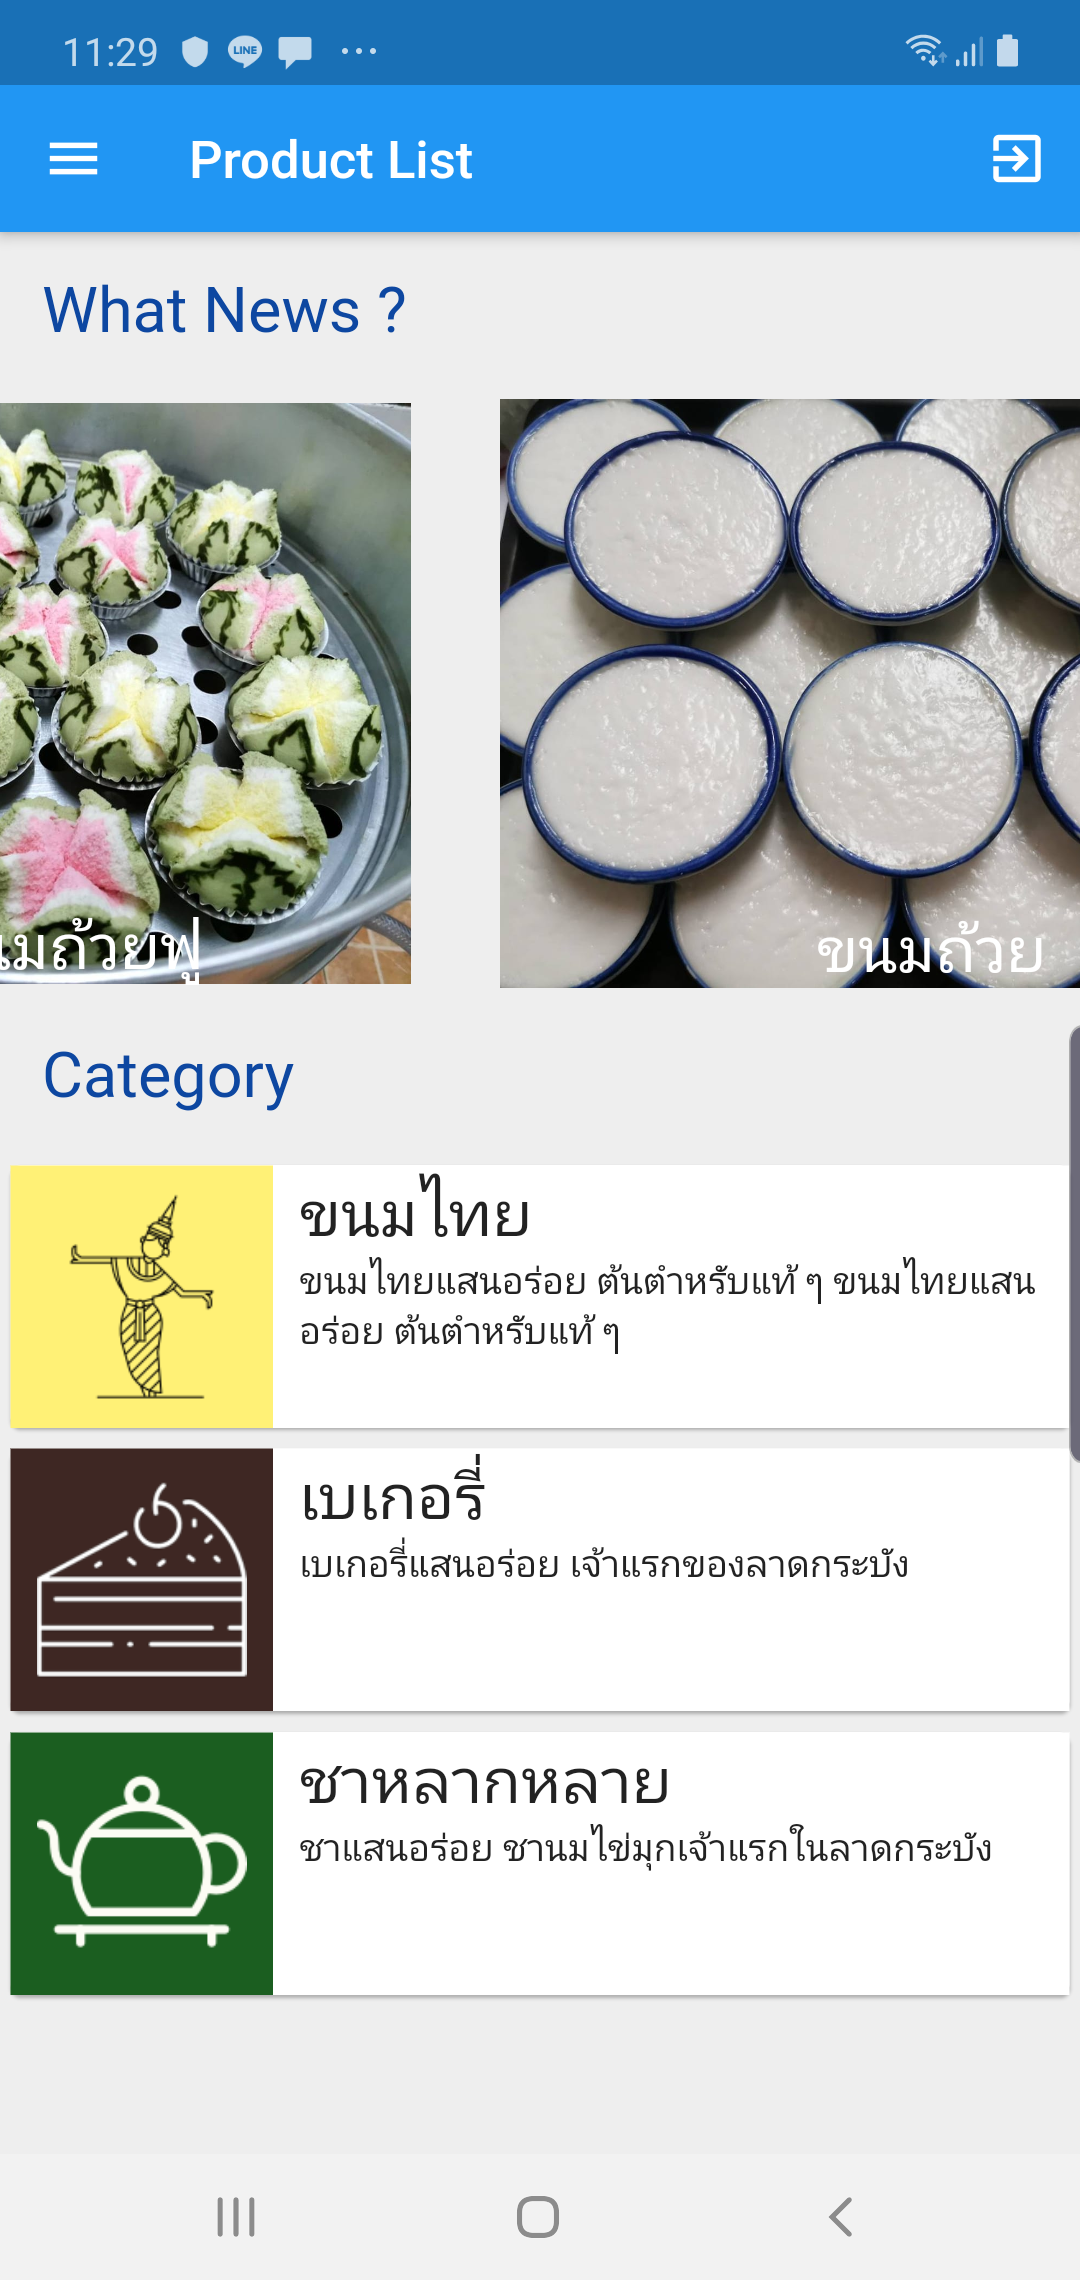 11:29
LINE
Product List
What News ?
มถ้วยฟู
ขนมถ้วย
Category
ขนมไทย
ขนมไทยแสนอร่อย ต้นตำหรับแท้ ๆ ขนมไทยแสน
อร่อย ต้นตำหรับแท้ ๆ
เบเกอรี่
เบเกอรี่แสนอร่อย เจ้าแรกของลาดกระบัง
ชาหลากหลาย
ชาแสนอร่อย ชานมไข่มุกเจ้าแรกในลาดกระบัง